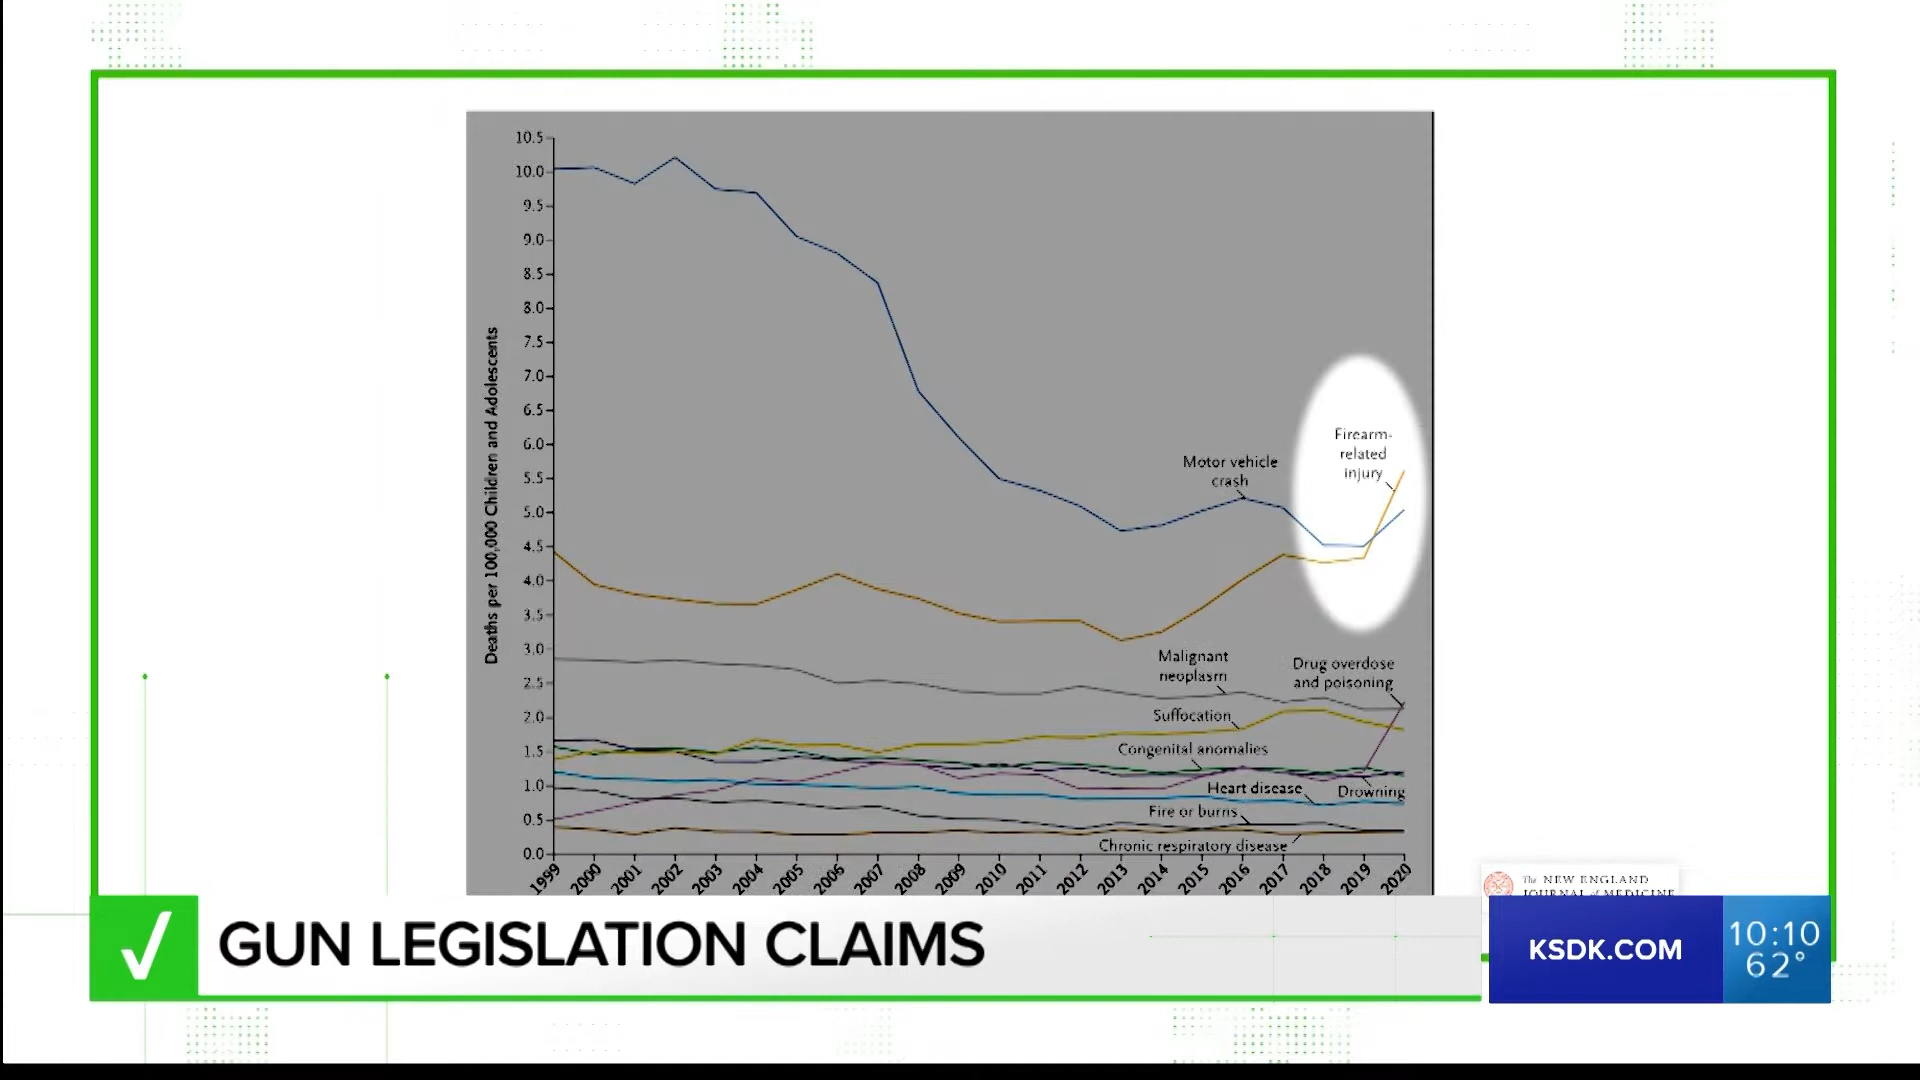 10.5
10.0
9.5
9.0
8.5
8.0
7.5
7.0
6.5
6.0
5.5
5.0
4.5
4.0
3.5
3.0
2.5
2.0
1.5
1.0
0.5
0.0
Deaths per 100,000 Children and Adolescents
Firearm-
related
injury
Motor vehicle
crash
Malignant
neoplasm
Drug overdose
and poisoning
Suffocation
Congenital anomalies
Heart disease
Drowning
Fire or burns
Chronic respiratory disease
1999 2000 2001 2002 2003 2004 2005 2006 2007 2008 2009 2010 2011 2012 2013 2014 2015 2016 2017 2018 2019 2020
The NEW ENGLAND
JOURNAL of MEDICINE
GUN LEGISLATION CLAIMS
KSDK.COM
10:10
62°